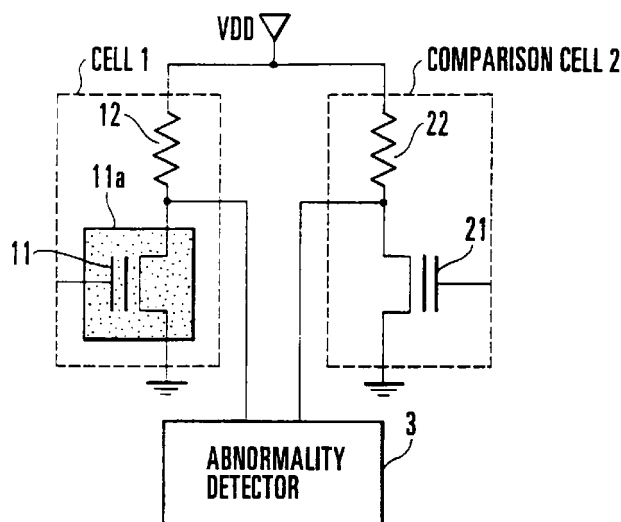 VDD
CELL 1
COMPARISON CELL 2
12
22
11a
11
21
3
ABNORMALITY
DETECTOR